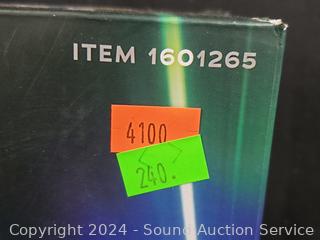 ITEM 1601265
4100
240.
Copyright 2024 - Sound Auction Service